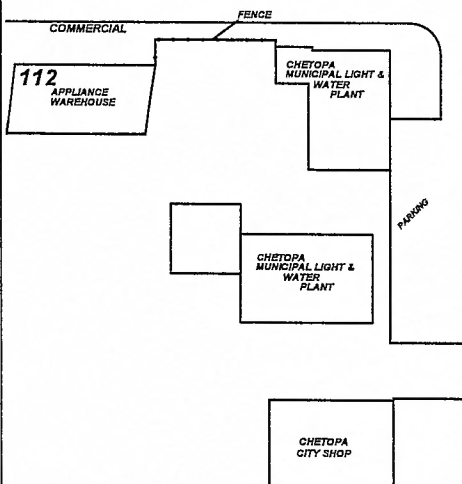 FENCE
COMMERCIAL
112
APPLIANCE
WAREHOUSE
CHETOPA
MUNICIPAL LIGHT &
WATER
PLANT
PARKING
CHETOPA
MUNICIPAL LIGHT &
WATER
PLANT
CHETOPA
CITY SHOP